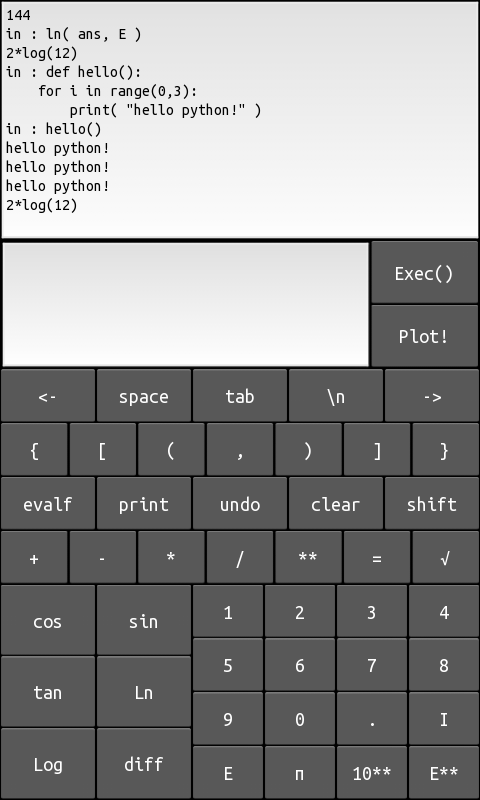 144
in : ln( ans, E )
2*log(12)
in : def hello():
    for i in range(0,3):
        print( "hello python!" )
in : hello()
hello python!
hello python!
hello python!
2*log(12)
Exec()
Plot!
<- space tab \n ->
{ [ ( , ) ] }
evalf print undo clear shift
+ - * / ** = √
cos sin 1 2 3 4
5 6 7 8
tan Ln
9 0 . I
Log diff E п 10** E**